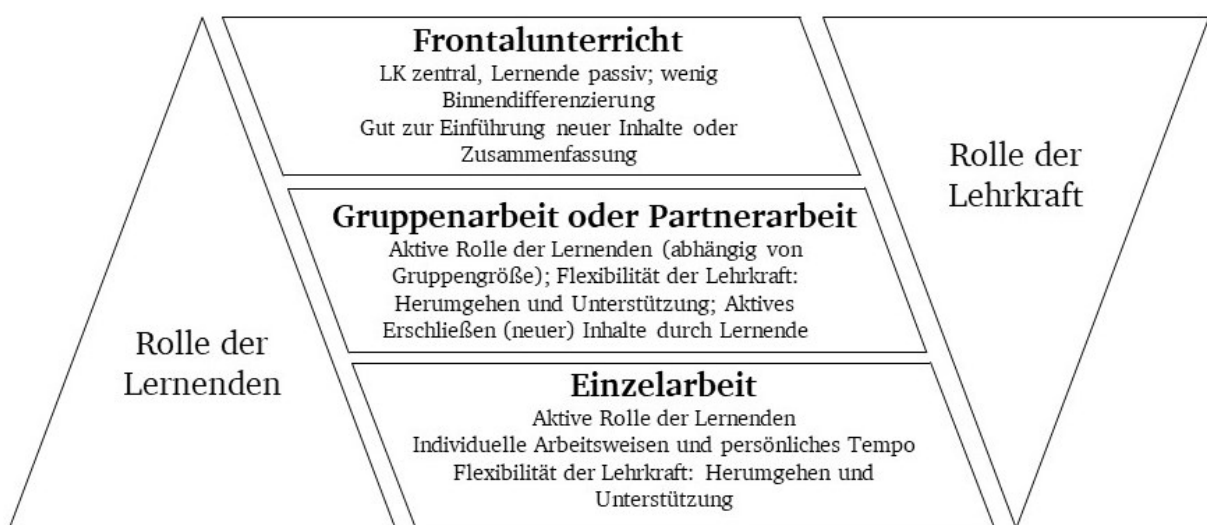 Frontalunterricht
LK zentral, Lernende passiv; wenig
Binnendifferenzierung
Gut zur Einführung neuer Inhalte oder
Zusammenfassung
Rolle der
Lehrkraft
Gruppenarbeit oder Partnerarbeit
Aktive Rolle der Lernenden (abhängig von
Gruppengröße); Flexibilität der Lehrkraft:
Herumgehen und Unterstützung; Aktives
Erschließen (neuer) Inhalte durch Lernende
Rolle der
Lernenden
Einzelarbeit
Aktive Rolle der Lernenden
Individuelle Arbeitsweisen und persönliches Tempo
Flexibilität der Lehrkraft: Herumgehen und
Unterstützung